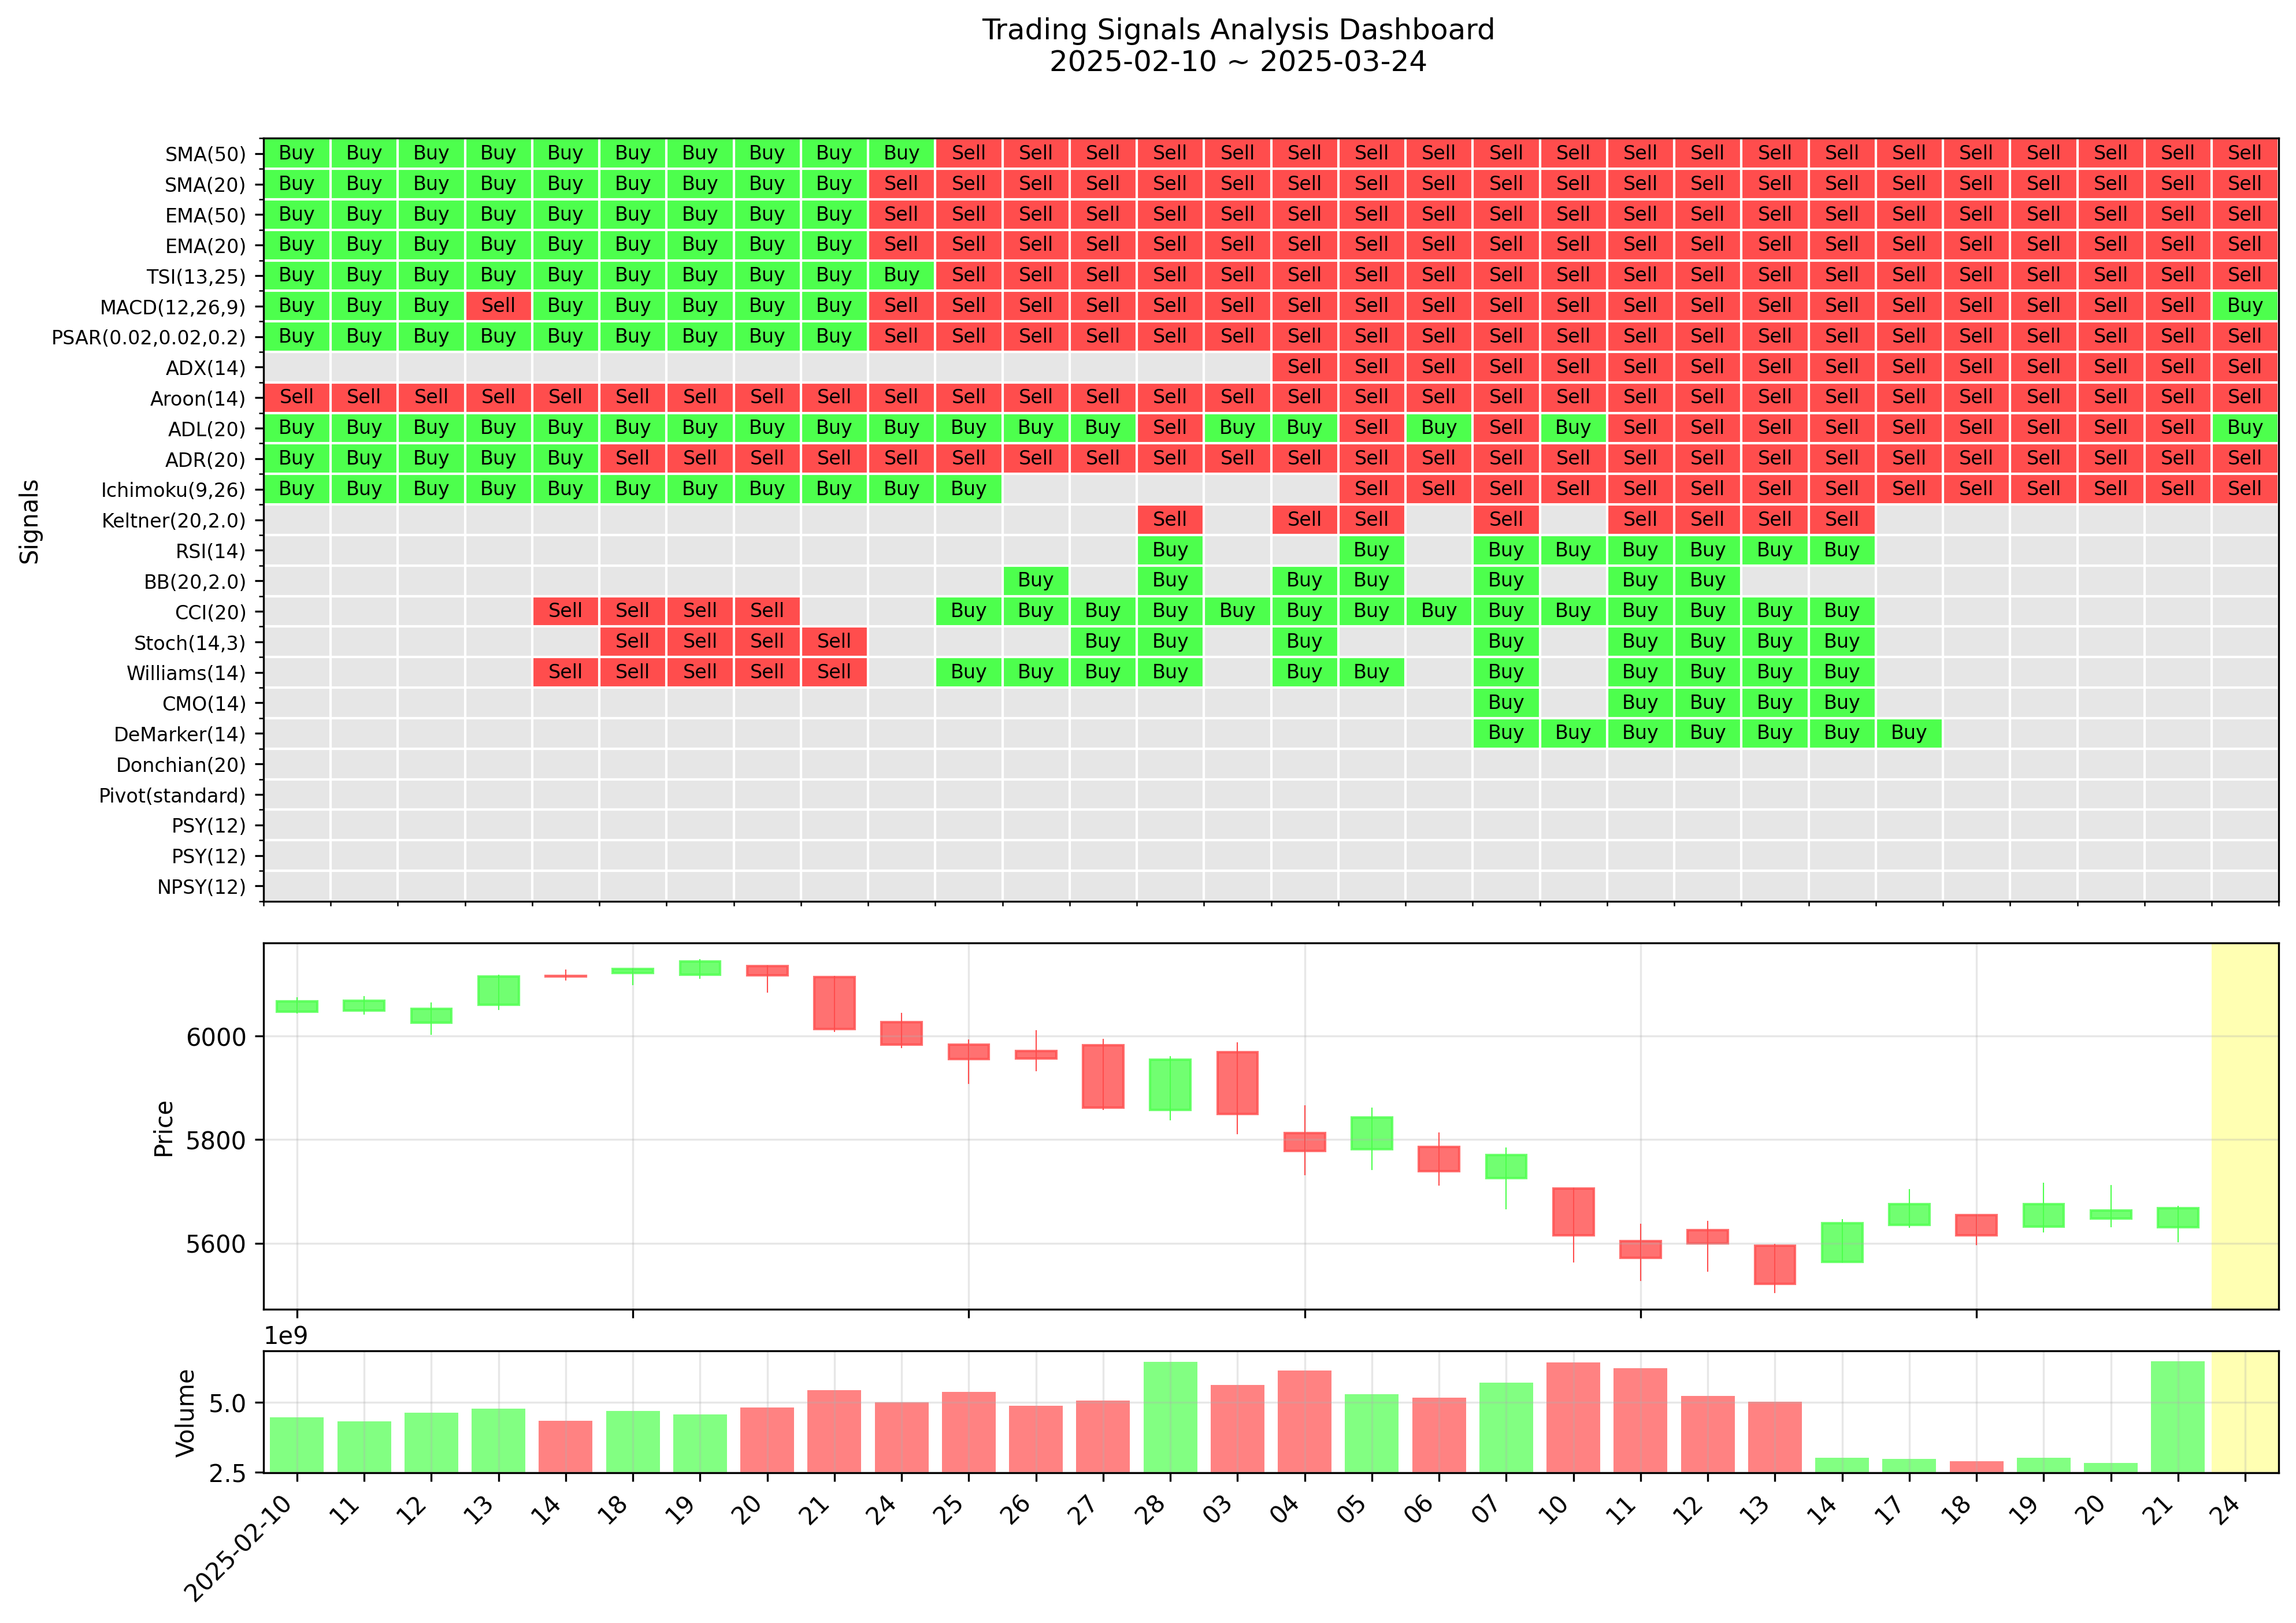 Trading Signals Analysis Dashboard
2025-02-10 ~ 2025-03-24
Signals
SMA(50) Buy Buy Buy Buy Buy Buy Buy Buy Buy Buy Sell Sell Sell Sell Sell Sell Sell Sell Sell Sell Sell Sell Sell Sell Sell Sell Sell Sell Sell Sell
SMA(20) Buy Buy Buy Buy Buy Buy Buy Buy Buy Sell Sell Sell Sell Sell Sell Sell Sell Sell Sell Sell Sell Sell Sell Sell Sell Sell Sell Sell Sell Sell
EMA(50) Buy Buy Buy Buy Buy Buy Buy Buy Buy Sell Sell Sell Sell Sell Sell Sell Sell Sell Sell Sell Sell Sell Sell Sell Sell Sell Sell Sell Sell Sell
EMA(20) Buy Buy Buy Buy Buy Buy Buy Buy Buy Sell Sell Sell Sell Sell Sell Sell Sell Sell Sell Sell Sell Sell Sell Sell Sell Sell Sell Sell Sell Sell
TSI(13,25) Buy Buy Buy Buy Buy Buy Buy Buy Buy Buy Sell Sell Sell Sell Sell Sell Sell Sell Sell Sell Sell Sell Sell Sell Sell Sell Sell Sell Sell Sell
MACD(12,26,9) Buy Buy Buy Sell Buy Buy Buy Buy Buy Sell Sell Sell Sell Sell Sell Sell Sell Sell Sell Sell Sell Sell Sell Sell Sell Sell Sell Sell Sell Buy
PSAR(0.02,0.02,0.2) Buy Buy Buy Buy Buy Buy Buy Buy Buy Sell Sell Sell Sell Sell Sell Sell Sell Sell Sell Sell Sell Sell Sell Sell Sell Sell Sell Sell Sell Sell
ADX(14) Sell Sell Sell Sell Sell Sell Sell Sell Sell Sell Sell Sell Sell Sell Sell
Aroon(14) Sell Sell Sell Sell Sell Sell Sell Sell Sell Sell Sell Sell Sell Sell Sell Sell Sell Sell Sell Sell Sell Sell Sell Sell Sell Sell Sell Sell Sell Sell
ADL(20) Buy Buy Buy Buy Buy Buy Buy Buy Buy Buy Buy Buy Buy Sell Buy Buy Sell Buy Sell Buy Sell Sell Sell Sell Sell Sell Sell Sell Sell Buy
ADR(20) Buy Buy Buy Buy Buy Sell Sell Sell Sell Sell Sell Sell Sell Sell Sell Sell Sell Sell Sell Sell Sell Sell Sell Sell Sell Sell Sell Sell Sell Sell
Ichimoku(9,26) Buy Buy Buy Buy Buy Buy Buy Buy Buy Buy Buy Sell Sell Sell Sell Sell Sell Sell Sell Sell Sell Sell Sell Sell Sell
Keltner(20,2.0) Sell Sell Sell Sell Sell Sell Sell Sell
RSI(14) Buy Buy Buy Buy Buy Buy Buy Buy
BB(20,2.0) Buy Buy Buy Buy Buy Buy Buy
CCI(20) Sell Sell Sell Sell Buy Buy Buy Buy Buy Buy Buy Buy Buy Buy Buy Buy Buy Buy
Stoch(14,3) Sell Sell Sell Sell Buy Buy Buy Buy Buy Buy Buy Buy
Williams(14) Sell Sell Sell Sell Sell Buy Buy Buy Buy Buy Buy Buy Buy Buy Buy Buy
CMO(14) Buy Buy Buy Buy Buy
DeMarker(14) Buy Buy Buy Buy Buy Buy Buy
Donchian(20)
Pivot(standard)
PSY(12)
PSY(12)
NPSY(12)
Price
6000
5800
5600
1e9
Volume
5.0
2.5
2025-02-10 11 12 13 14 18 19 20 21 24 25 26 27 28 03 04 05 06 07 10 11 12 13 14 17 18 19 20 21 24